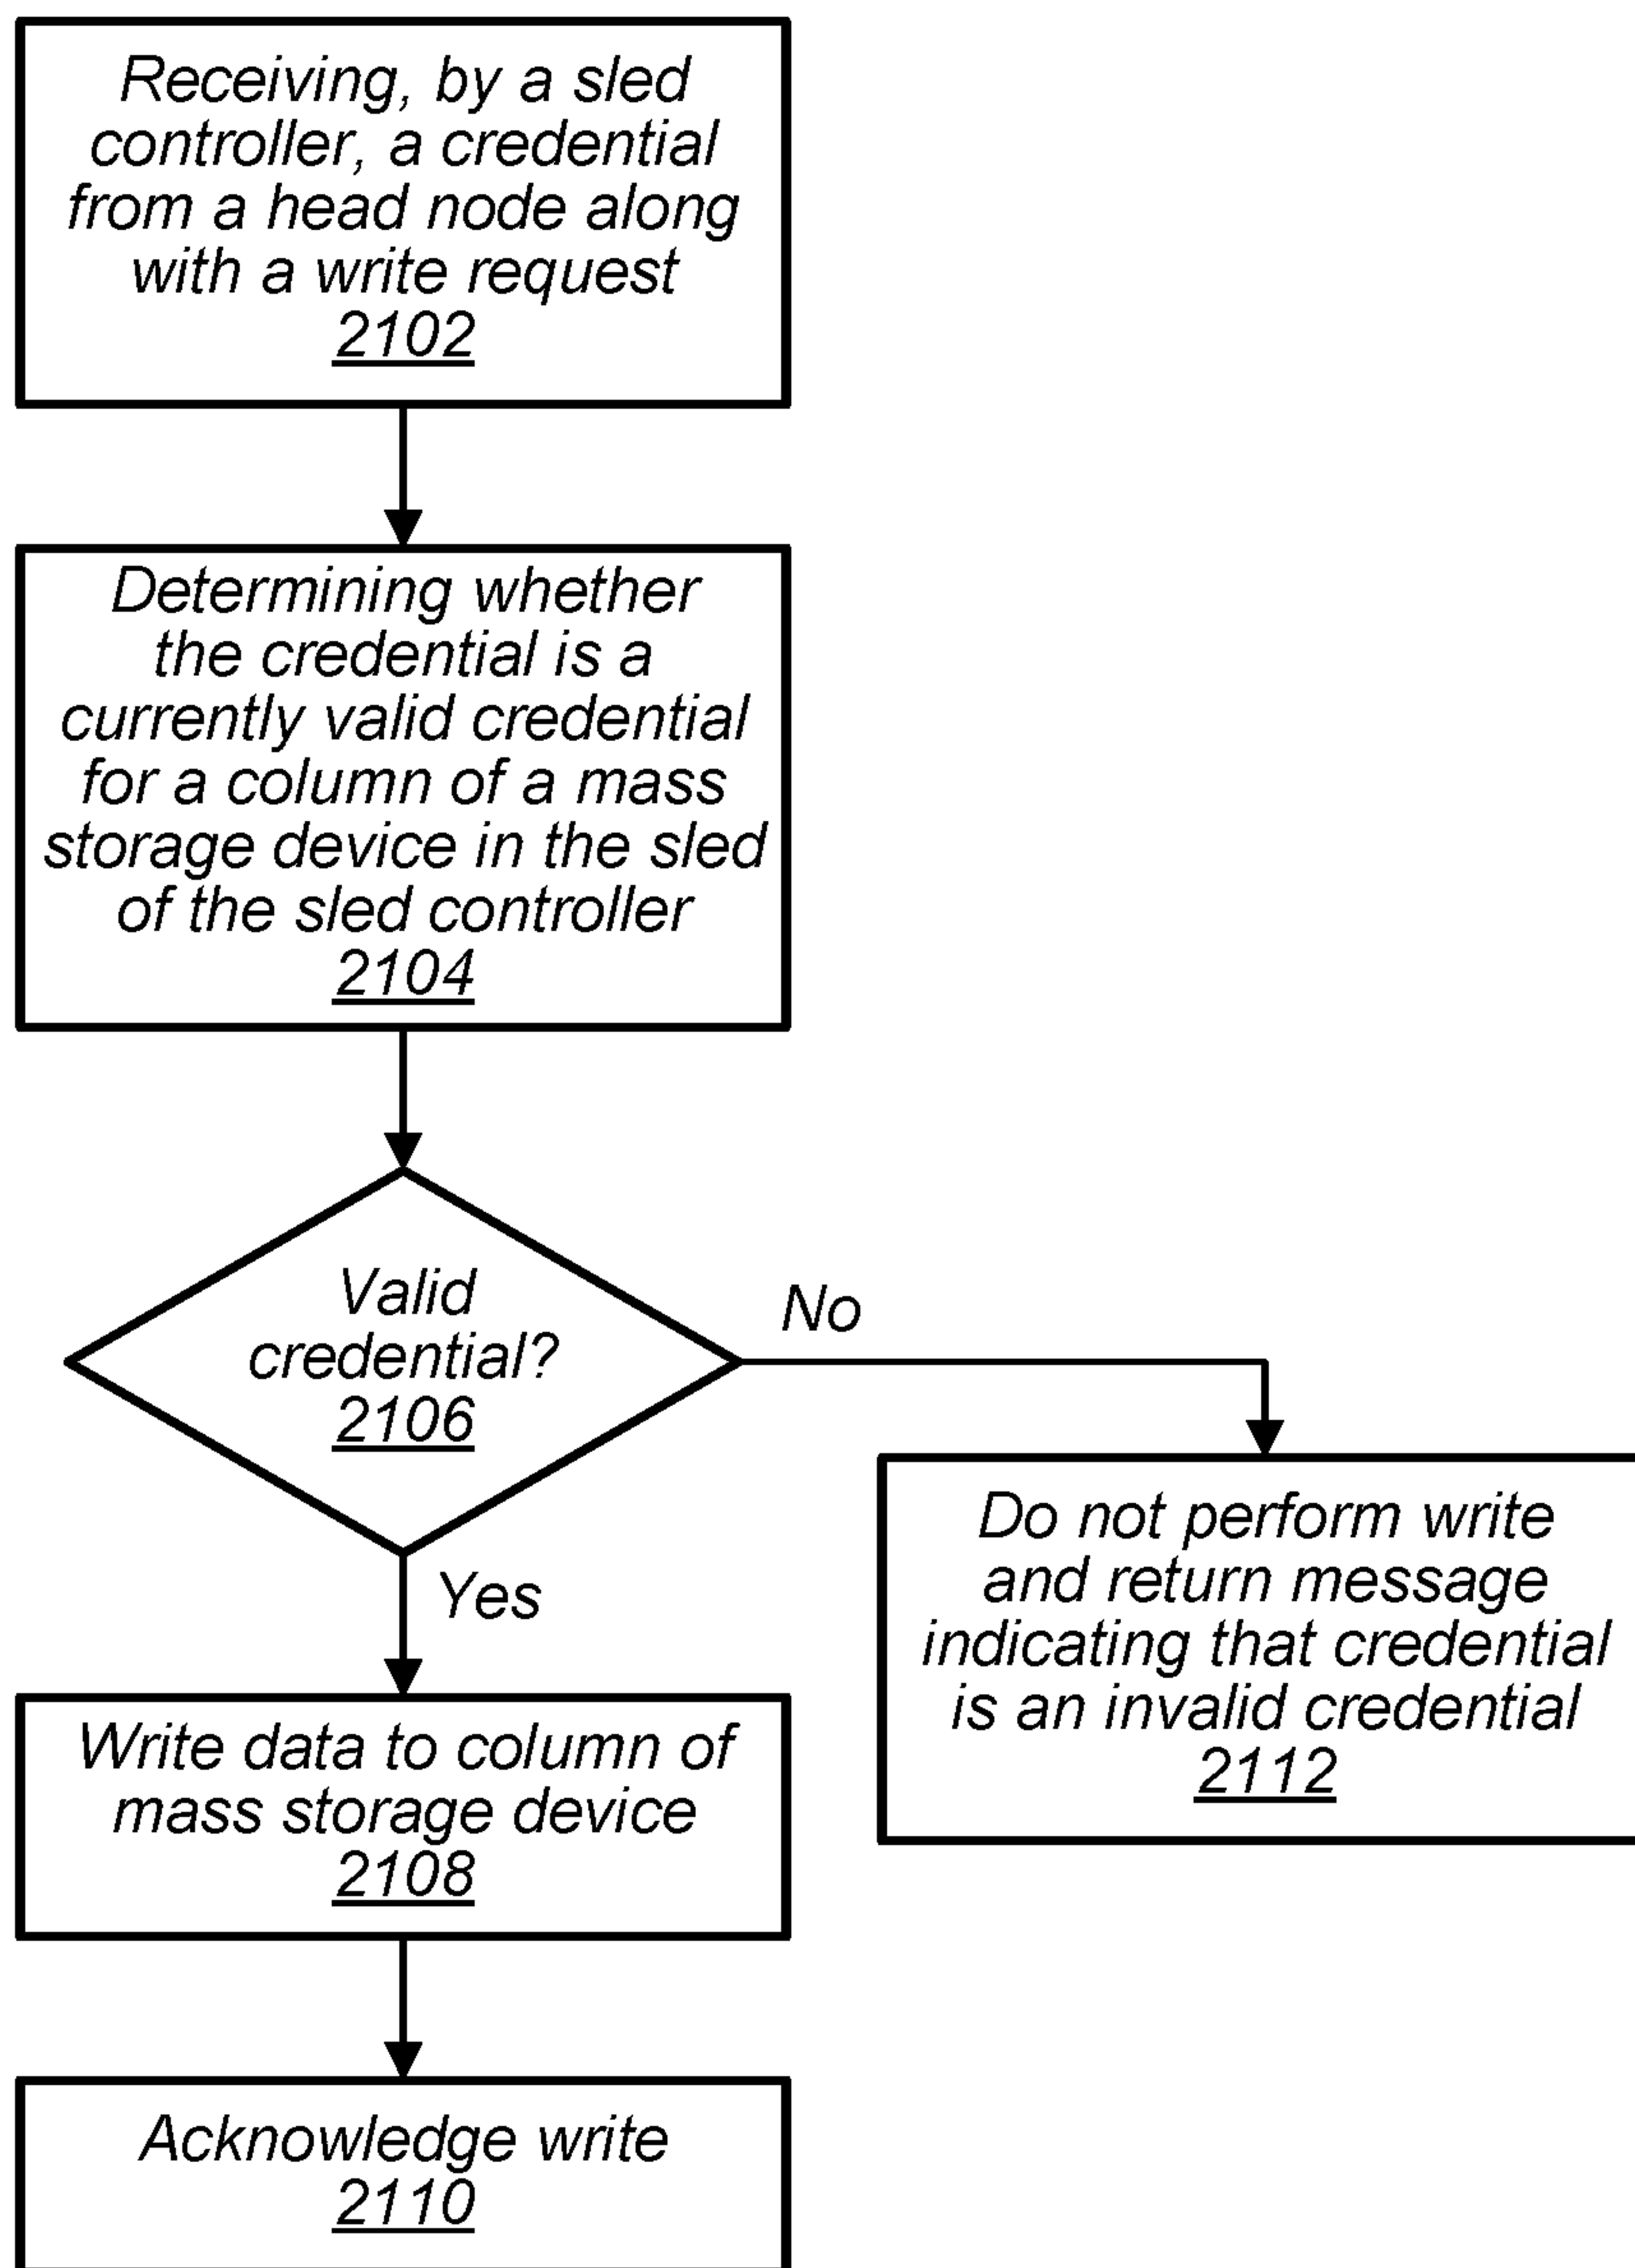 Receiving, by a sled
controller, a credential
from a head node along
with a write request
2102
Determining whether
the credential is a
currently valid credential
for a column of a mass
storage device in the sled
of the sled controller
2104
Valid
credential?
2106
No
Yes
Do not perform write
and return message
indicating that credential
is an invalid credential
2112
Write data to column of
mass storage device
2108
Acknowledge write
2110